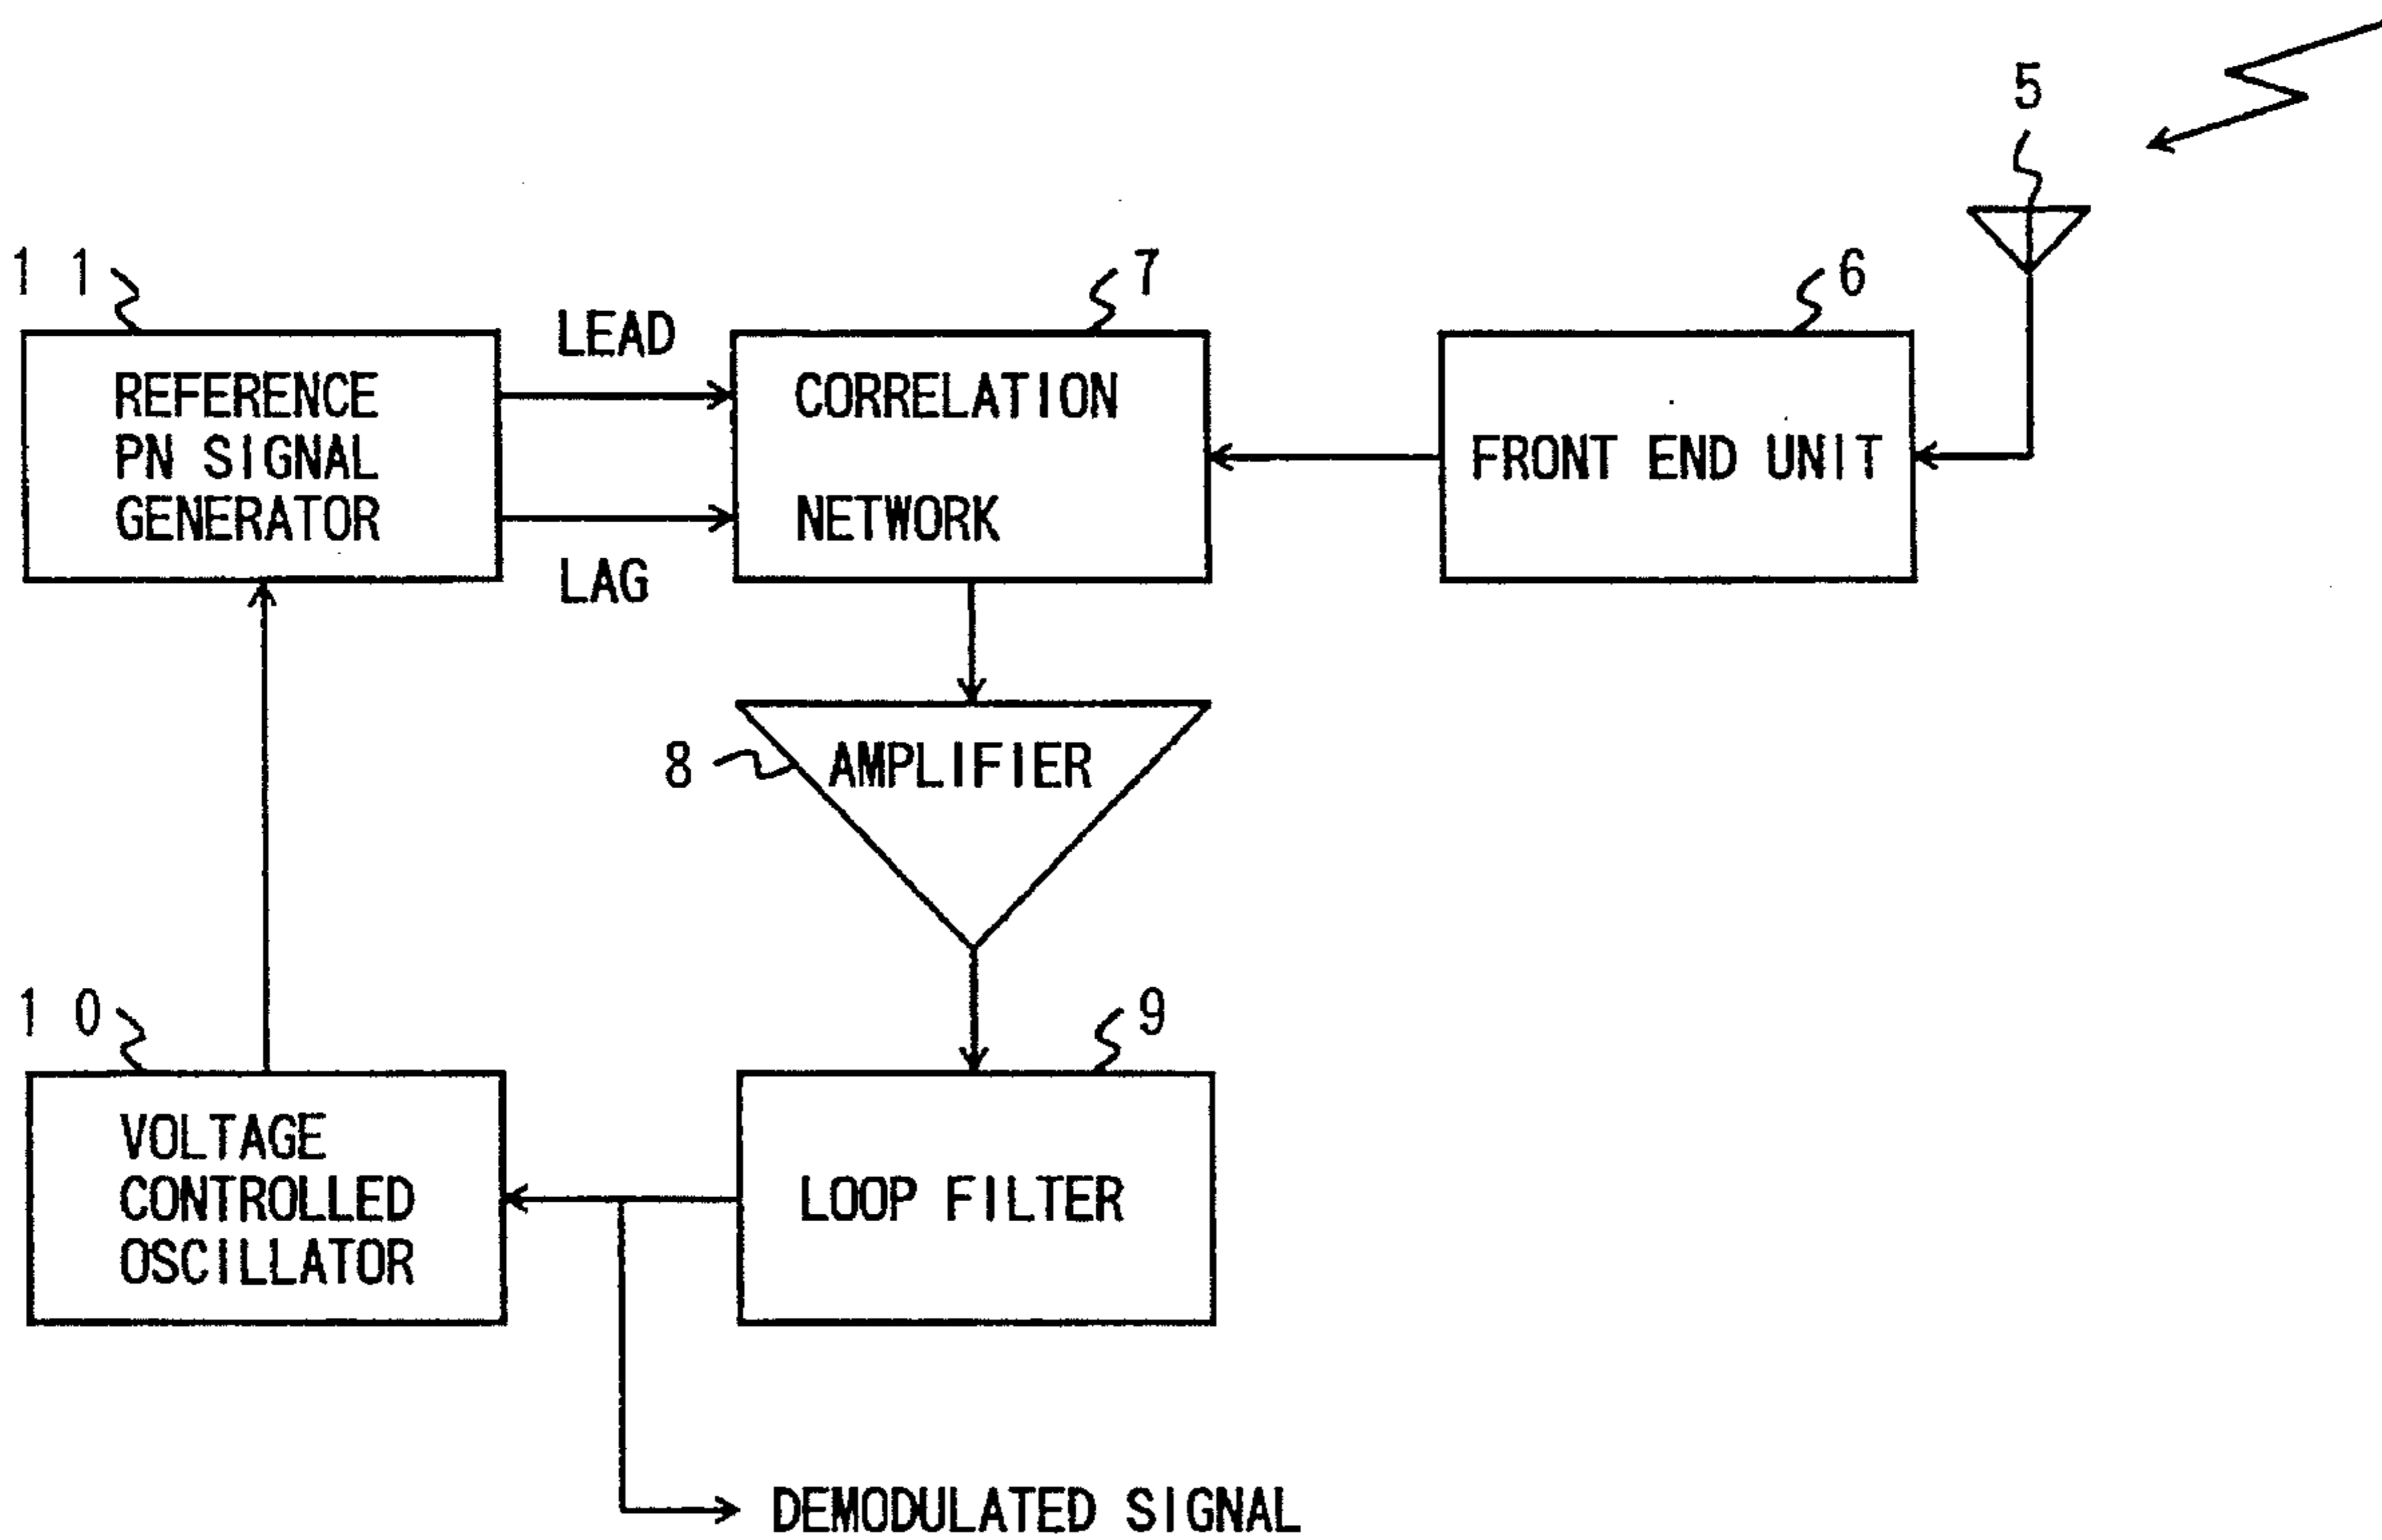 5
1 1
7
6
LEAD
REFERENCE
PN SIGNAL
GENERATOR
CORRELATION
NETWORK
FRONT END UNIT
LAG
8
AMPLIFIER
1 0
9
VOLTAGE
CONTROLLED
OSCILLATOR
LOOP FILTER
DEMODULATED SIGNAL